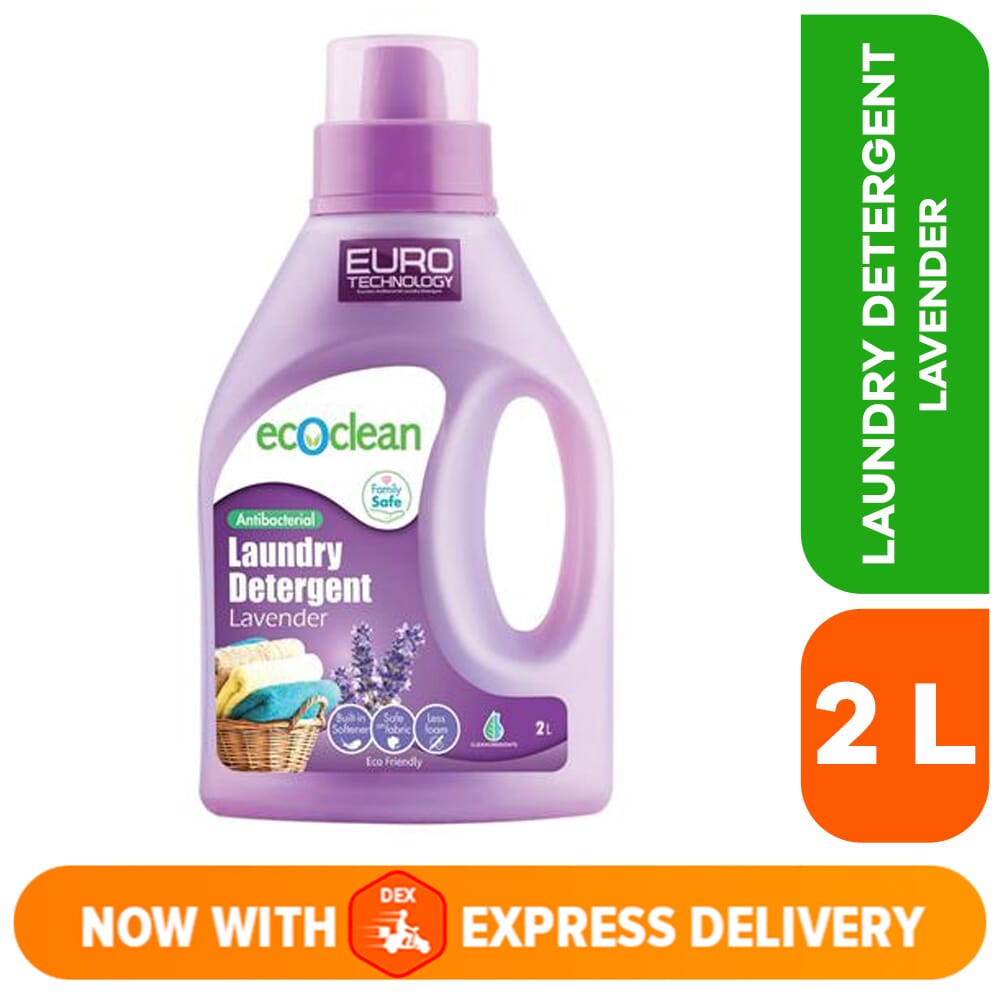 EURO
TECHNOLOGY
ecoclean
Family
Safe
Antibacterial
Laundry
Detergent
Lavender
Built-in
Softener
Safe
on
fabric
Less
foam
Eco Friendly
2L
LAUNDRY DETERGENT
LAVENDER
2 L
DEX
NOW WITH EXPRESS DELIVERY